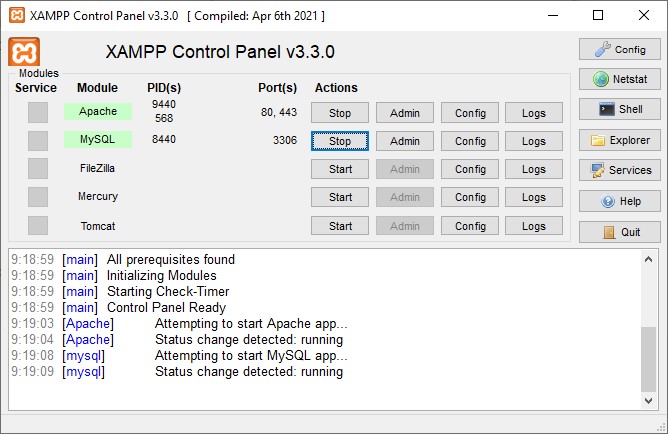 XAMPP Control Panel v3.3.0 [ Compiled: Apr 6th 2021 ]
XAMPP Control Panel v3.3.0
Config
Modules
Service Module PID(s) Port(s) Actions
Netstat
Apache 9440 568 80, 443 Stop Admin Config Logs
Shell
MySQL 8440 3306 Stop Admin Config Logs
Explorer
FileZilla Start Admin Config Logs
Services
Mercury Start Admin Config Logs
Help
Tomcat Start Admin Config Logs
Quit
9:18:59 [main] All prerequisites found
9:18:59 [main] Initializing Modules
9:18:59 [main] Starting Check-Timer
9:18:59 [main] Control Panel Ready
9:19:03 [Apache] Attempting to start Apache app...
9:19:04 [Apache] Status change detected: running
9:19:08 [mysql] Attempting to start MySQL app...
9:19:09 [mysql] Status change detected: running